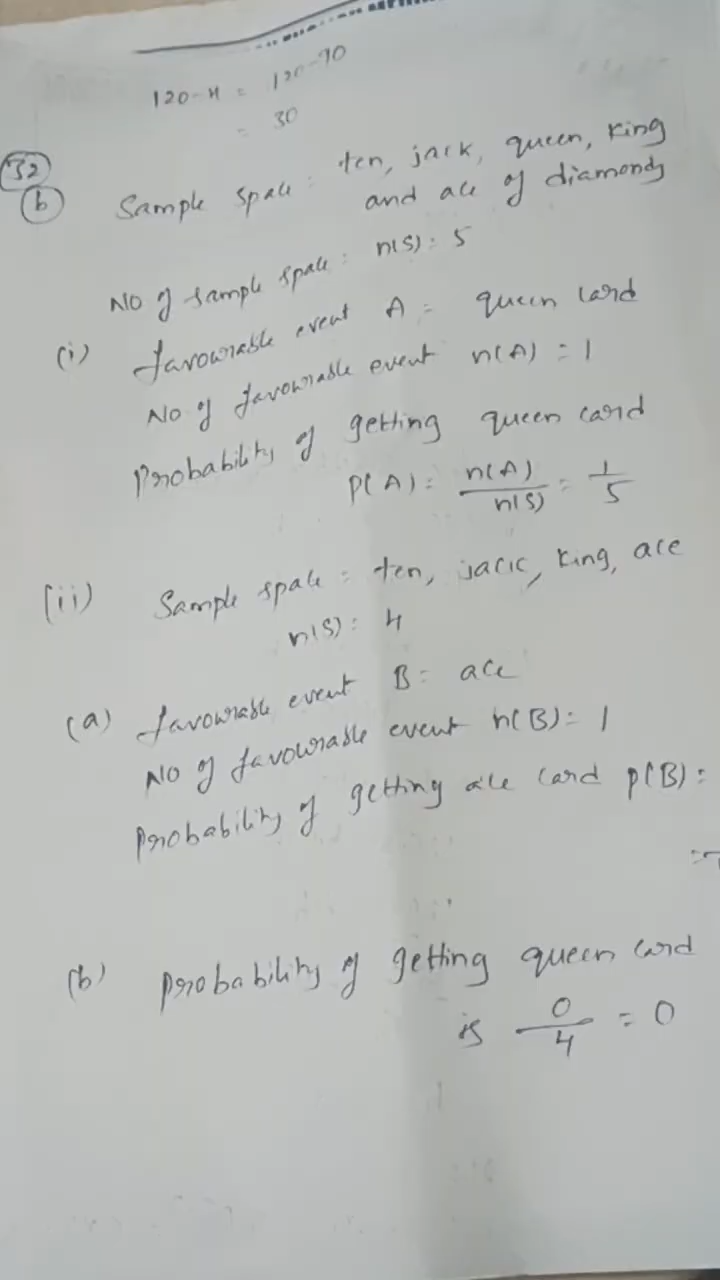 120-x = 120-90
= 30
32
(b) Sample space = ten, jack, queen, king
and ace of diamonds
No of sample space = n(S) = 5
(i) favourable event A = queen card
No of favourable event n(A) = 1
Probability of getting queen card
P(A) = n(A)/n(S) = 1/5
(ii) Sample space = ten, jack, king, ace
n(S) = 4
(a) favourable event B = ace
No of favourable event n(B) = 1
Probability of getting ace card P(B) =
=
(b) Probability of getting queen card
is 0/4 = 0